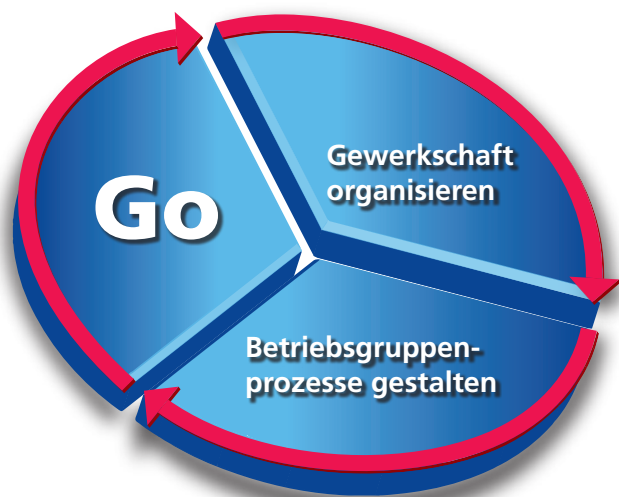 Go
Gewerkschaft
organisieren
Betriebsgruppen-
prozesse gestalten